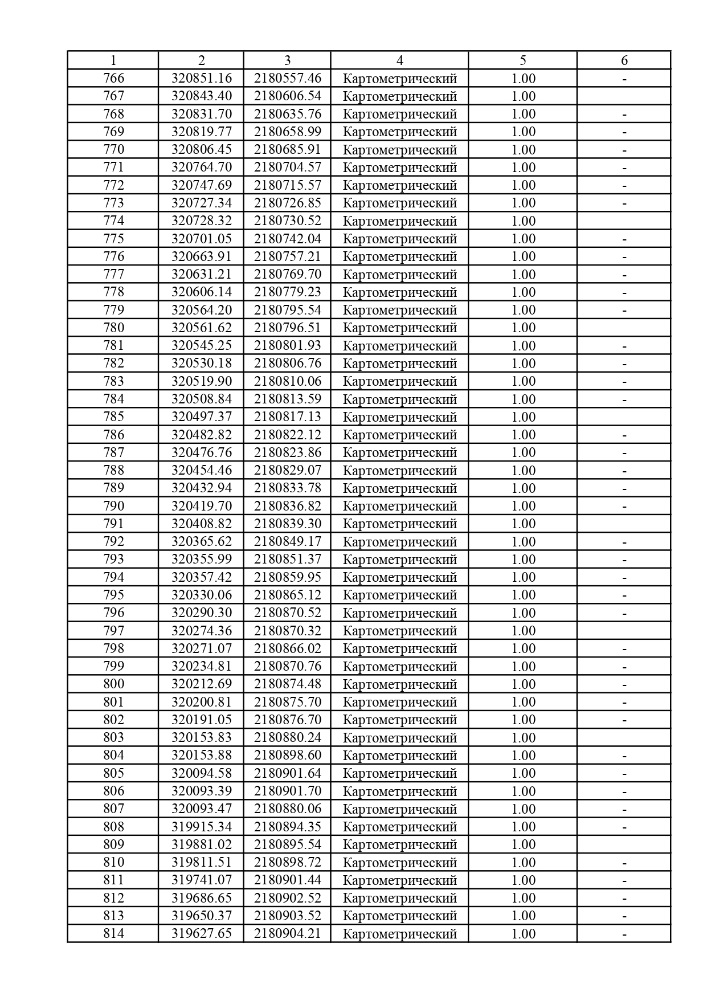 1 2 3 4 5 6
766 320851.16 2180557.46 Картометрический 1.00 -
767 320843.40 2180606.54 Картометрический 1.00
768 320831.70 2180635.76 Картометрический 1.00 -
769 320819.77 2180658.99 Картометрический 1.00 -
770 320806.45 2180685.91 Картометрический 1.00 -
771 320764.70 2180704.57 Картометрический 1.00 -
772 320747.69 2180715.57 Картометрический 1.00 -
773 320727.34 2180726.85 Картометрический 1.00 -
774 320728.32 2180730.52 Картометрический 1.00
775 320701.05 2180742.04 Картометрический 1.00 -
776 320663.91 2180757.21 Картометрический 1.00 -
777 320631.21 2180769.70 Картометрический 1.00 -
778 320606.14 2180779.23 Картометрический 1.00 -
779 320564.20 2180795.54 Картометрический 1.00 -
780 320561.62 2180796.51 Картометрический 1.00
781 320545.25 2180801.93 Картометрический 1.00 -
782 320530.18 2180806.76 Картометрический 1.00 -
783 320519.90 2180810.06 Картометрический 1.00 -
784 320508.84 2180813.59 Картометрический 1.00 -
785 320497.37 2180817.13 Картометрический 1.00
786 320482.82 2180822.12 Картометрический 1.00 -
787 320476.76 2180823.86 Картометрический 1.00 -
788 320454.46 2180829.07 Картометрический 1.00 -
789 320432.94 2180833.78 Картометрический 1.00 -
790 320419.70 2180836.82 Картометрический 1.00 -
791 320408.82 2180839.30 Картометрический 1.00
792 320365.62 2180849.17 Картометрический 1.00 -
793 320355.99 2180851.37 Картометрический 1.00 -
794 320357.42 2180859.95 Картометрический 1.00 -
795 320330.06 2180865.12 Картометрический 1.00 -
796 320290.30 2180870.52 Картометрический 1.00 -
797 320274.36 2180870.32 Картометрический 1.00
798 320271.07 2180866.02 Картометрический 1.00 -
799 320234.81 2180870.76 Картометрический 1.00 -
800 320212.69 2180874.48 Картометрический 1.00 -
801 320200.81 2180875.70 Картометрический 1.00 -
802 320191.05 2180876.70 Картометрический 1.00 -
803 320153.83 2180880.24 Картометрический 1.00
804 320153.88 2180898.60 Картометрический 1.00 -
805 320094.58 2180901.64 Картометрический 1.00 -
806 320093.39 2180901.70 Картометрический 1.00 -
807 320093.47 2180880.06 Картометрический 1.00 -
808 319915.34 2180894.35 Картометрический 1.00 -
809 319881.02 2180895.54 Картометрический 1.00
810 319811.51 2180898.72 Картометрический 1.00 -
811 319741.07 2180901.44 Картометрический 1.00 -
812 319686.65 2180902.52 Картометрический 1.00 -
813 319650.37 2180903.52 Картометрический 1.00 -
814 319627.65 2180904.21 Картометрический 1.00 -